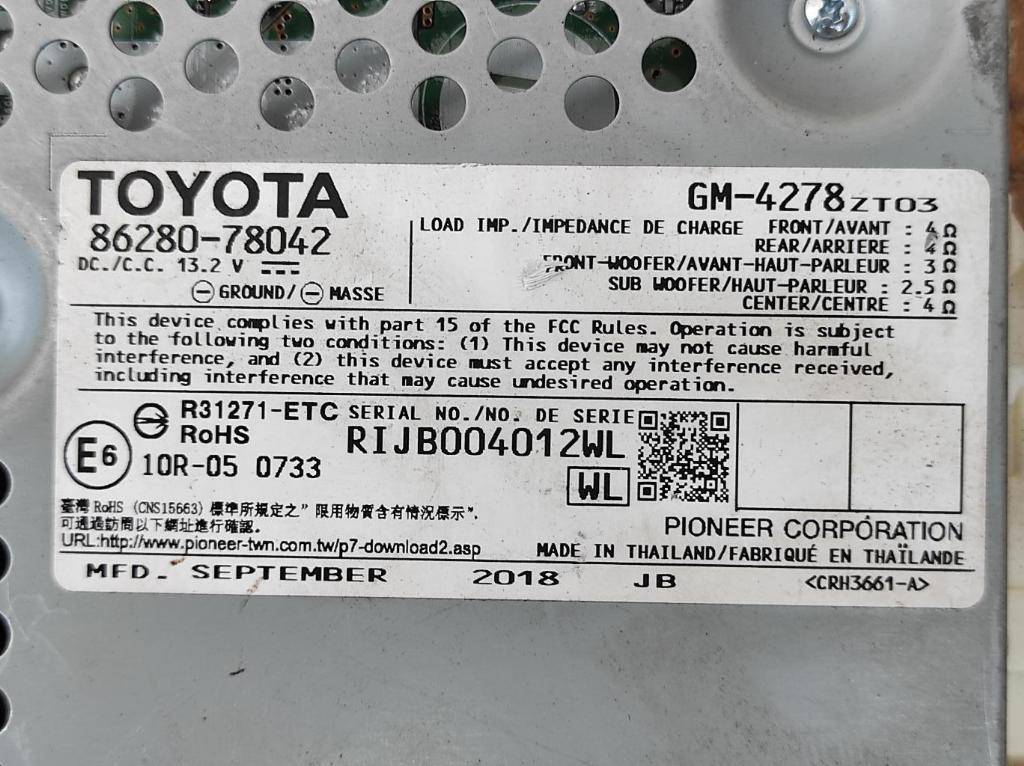 TOYOTA
GM-4278ZT03
86280-78042
DC./C.C. 13.2 V
⊖ GROUND/⊖ MASSE
LOAD IMP./IMPEDANCE DE CHARGE FRONT/AVANT : 4Ω
REAR/ARRIERE : 4Ω
FRONT-WOOFER/AVANT-HAUT-PARLEUR : 3Ω
SUB WOOFER/HAUT-PARLEUR : 2.5Ω
CENTER/CENTRE : 4Ω
This device complies with part 15 of the FCC Rules. Operation is subject
to the following two conditions: (1) This device may not cause harmful
interference, and (2) this device must accept any interference received,
including interference that may cause undesired operation.
R31271-ETC
RoHS
E6
10R-05 0733
SERIAL NO./NO. DE SERIE
RIJB004012WL
WL
臺灣 RoHS (CNS15663) 標準所規定之"限用物質含有情況標示",
可通過訪問以下網址進行確認。
URL:http://www.pioneer-twn.com.tw/p7-download2.asp
PIONEER CORPORATION
MADE IN THAILAND/FABRIQUÉ EN THAÏLANDE
MFD. SEPTEMBER 2018 JB
<CRH3661-A>